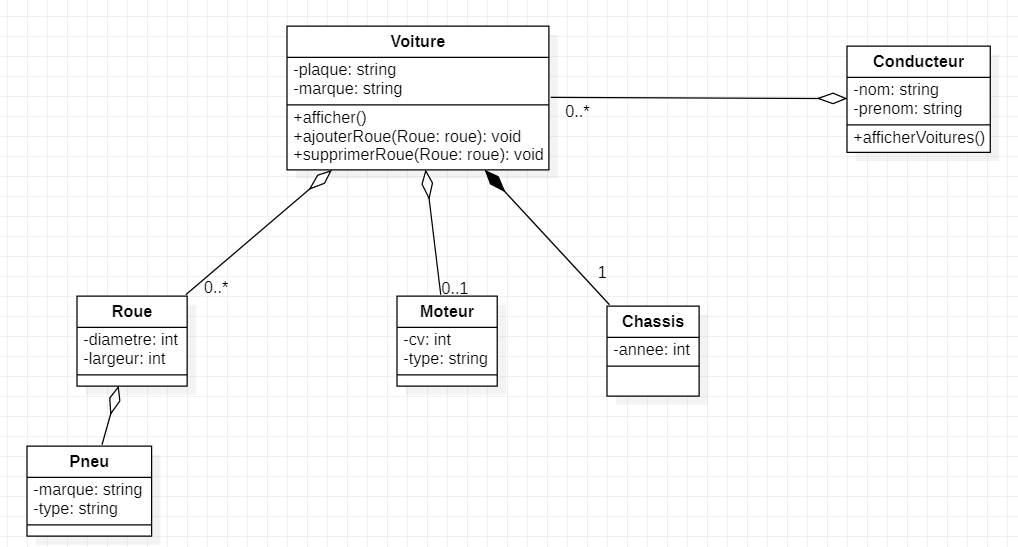 Voiture
-plaque: string
-marque: string
+afficher()
+ajouterRoue(Roue: roue): void
+supprimerRoue(Roue: roue): void
0..*
Conducteur
-nom: string
-prenom: string
+afficherVoitures()
0..*
Roue
-diametre: int
-largeur: int
0..1
Moteur
-cv: int
-type: string
1
Chassis
-annee: int
Pneu
-marque: string
-type: string